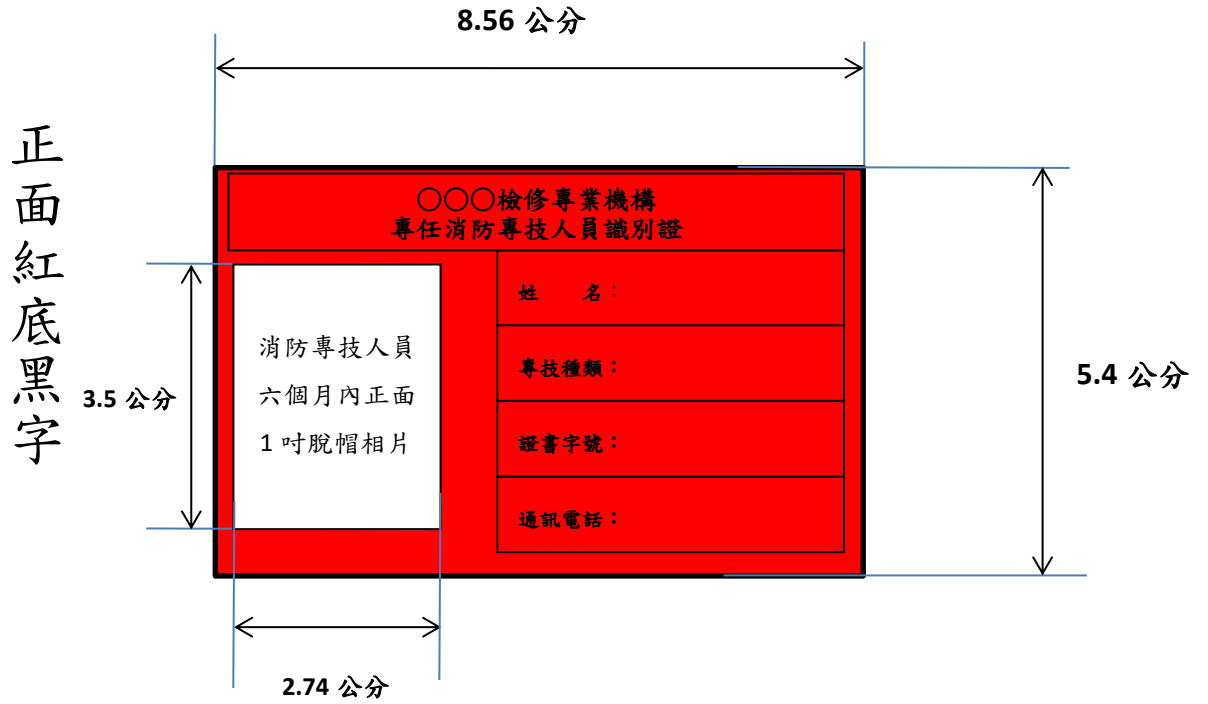 8.56 公分
正面紅底黑字
○○○檢修專業機構
專任消防專技人員識別證
消防專技人員
六個月內正面
1 吋脫帽相片
姓　　名：
專技種類：
證書字號：
通訊電話：
3.5 公分
5.4 公分
2.74 公分